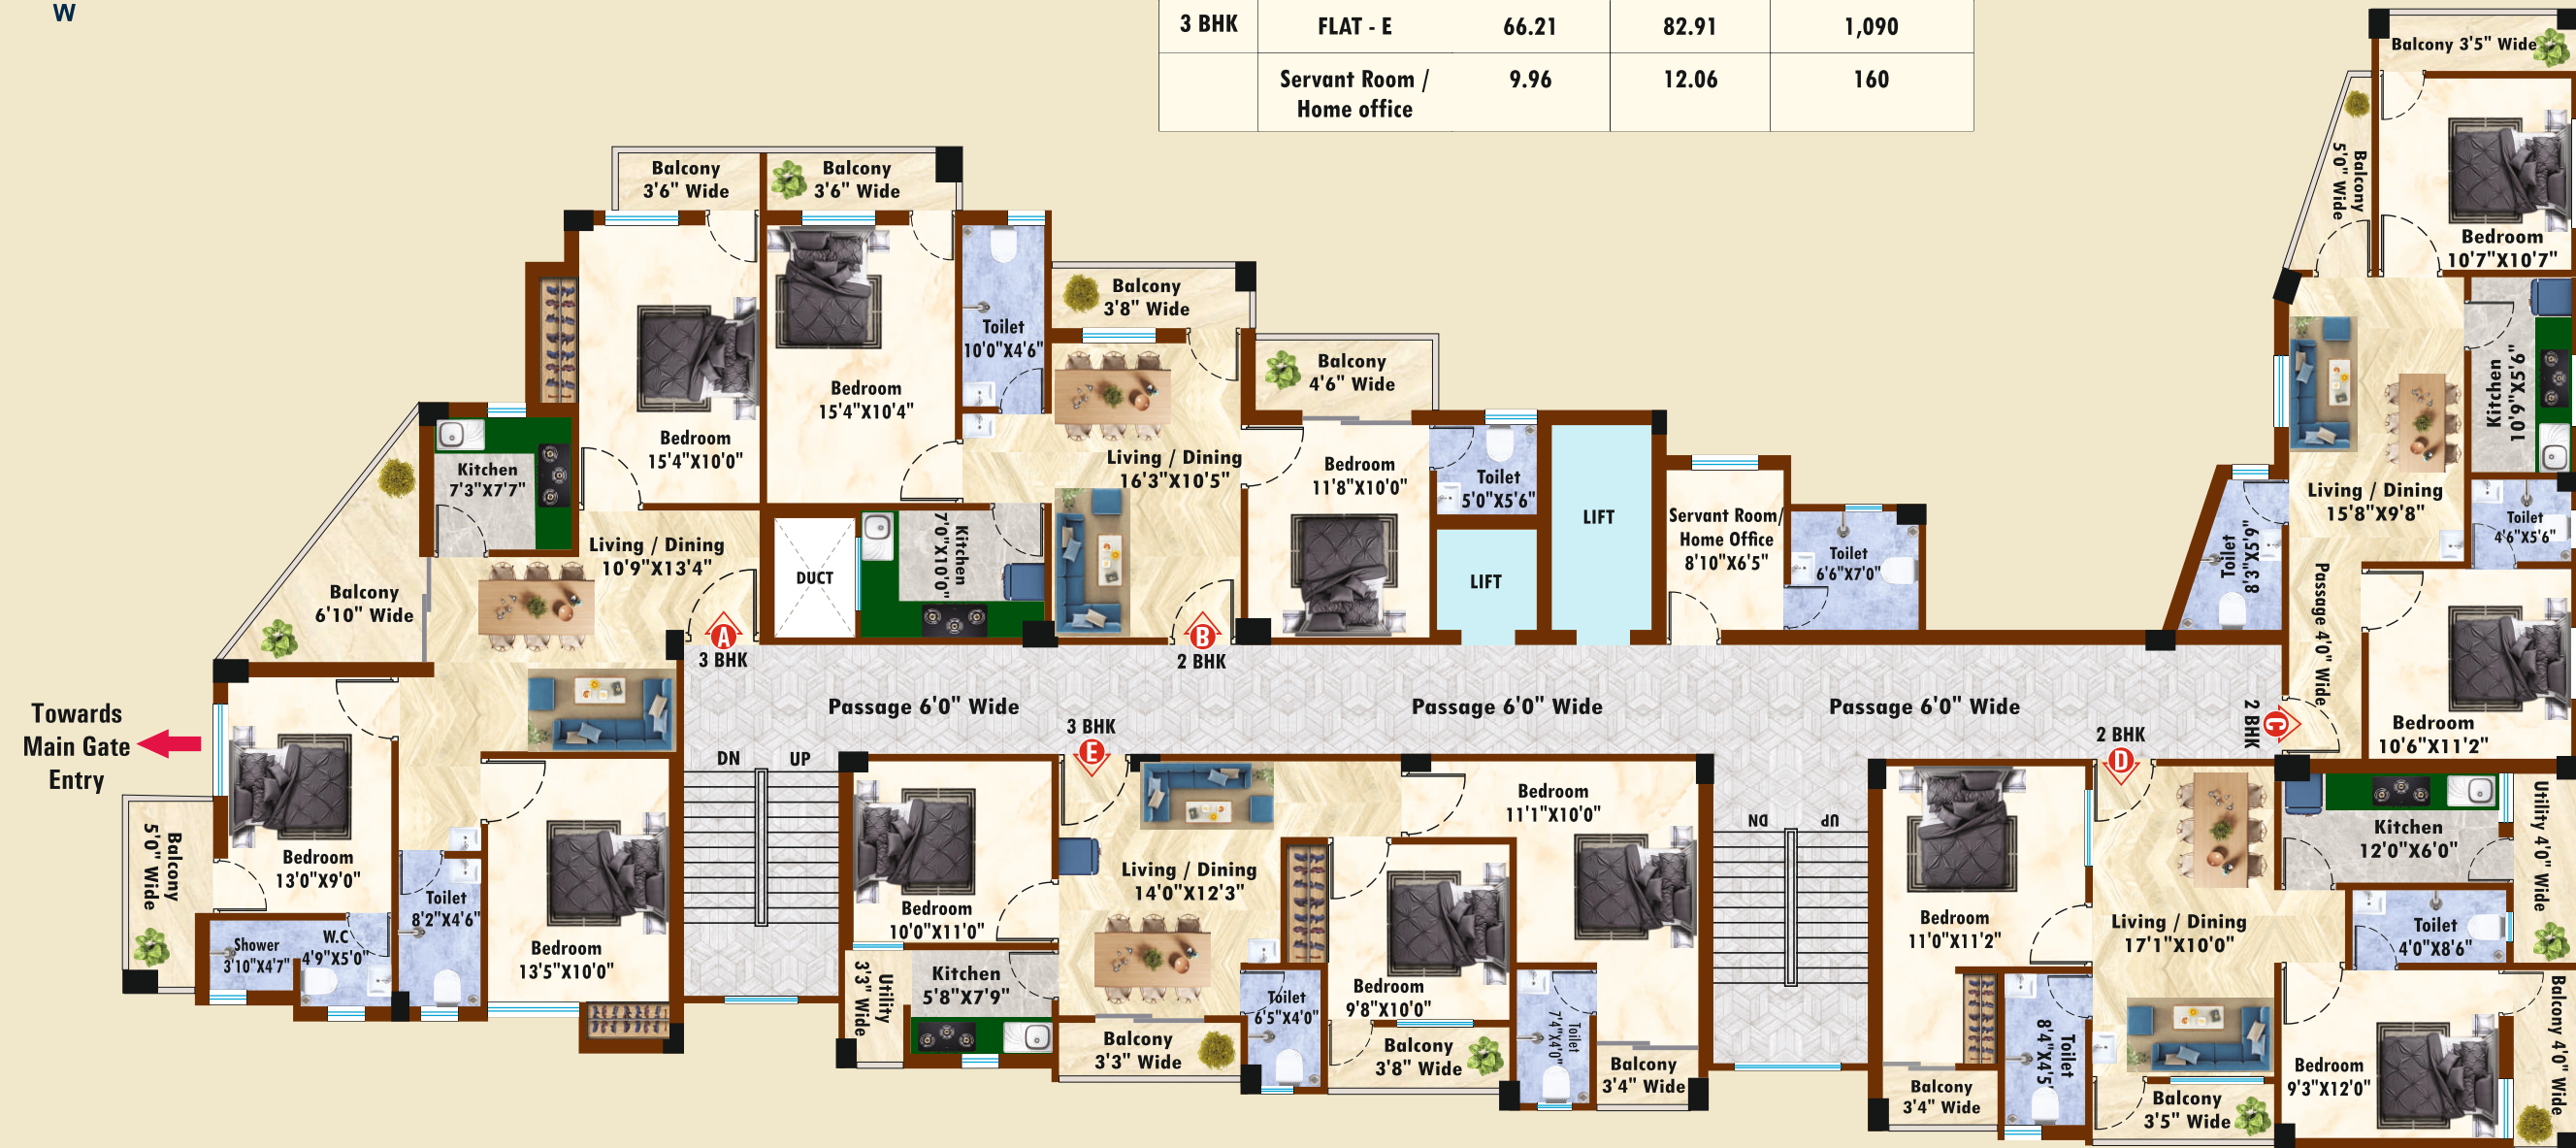 W
3 BHK FLAT - E 66.21 82.91 1,090
Servant Room / 9.96 12.06 160
Home office
Balcony 3'5" Wide
Balcony
5'0" Wide
Bedroom
10'7"X10'7"
Balcony
3'6" Wide
Balcony
3'6" Wide
Toilet
10'0"X4'6"
Balcony
3'8" Wide
Balcony
4'6" Wide
Bedroom
15'4"X10'0"
Bedroom
15'4"X10'4"
Kitchen
7'3"X7'7"
Living / Dining
16'3"X10'5"
Bedroom
11'8"X10'0"
Toilet
5'0"X5'6"
LIFT
LIFT
Servant Room/
Home Office
8'10"X6'5"
Toilet
6'6"X7'0"
Kitchen
10'9"X5'6"
Living / Dining
15'8"X9'8"
Toilet
4'6"X5'6"
Toilet
8'3"X5'9"
Passage 4'0" Wide
Bedroom
10'6"X11'2"
Living / Dining
10'9"X13'4"
DUCT
Kitchen
7'0"X10'0"
Balcony
6'10" Wide
A
3 BHK
B
2 BHK
Passage 6'0" Wide
Passage 6'0" Wide
Passage 6'0" Wide
C
2 BHK
2 BHK
D
3 BHK
E
Towards
Main Gate
Entry
DN UP
DN UP
Balcony
5'0" Wide
Bedroom
13'0"X9'0"
Shower
3'10"X4'7"
W.C
4'9"X5'0"
Toilet
8'2"X4'6"
Bedroom
13'5"X10'0"
Bedroom
10'0"X11'0"
Living / Dining
14'0"X12'3"
Bedroom
11'1"X10'0"
Utility
3'3" Wide
Kitchen
5'8"X7'9"
Balcony
3'3" Wide
Toilet
6'5"X4'0"
Bedroom
9'8"X10'0"
Balcony
3'8" Wide
Toilet
7'4"X4'0"
Balcony
3'4" Wide
Bedroom
11'0"X11'2"
Living / Dining
17'1"X10'0"
Kitchen
12'0"X6'0"
Utility 4'0" Wide
Toilet
4'0"X8'6"
Balcony
3'4" Wide
Toilet
8'4"X4'5"
Balcony
3'5" Wide
Bedroom
9'3"X12'0"
Balcony 4'0" Wide